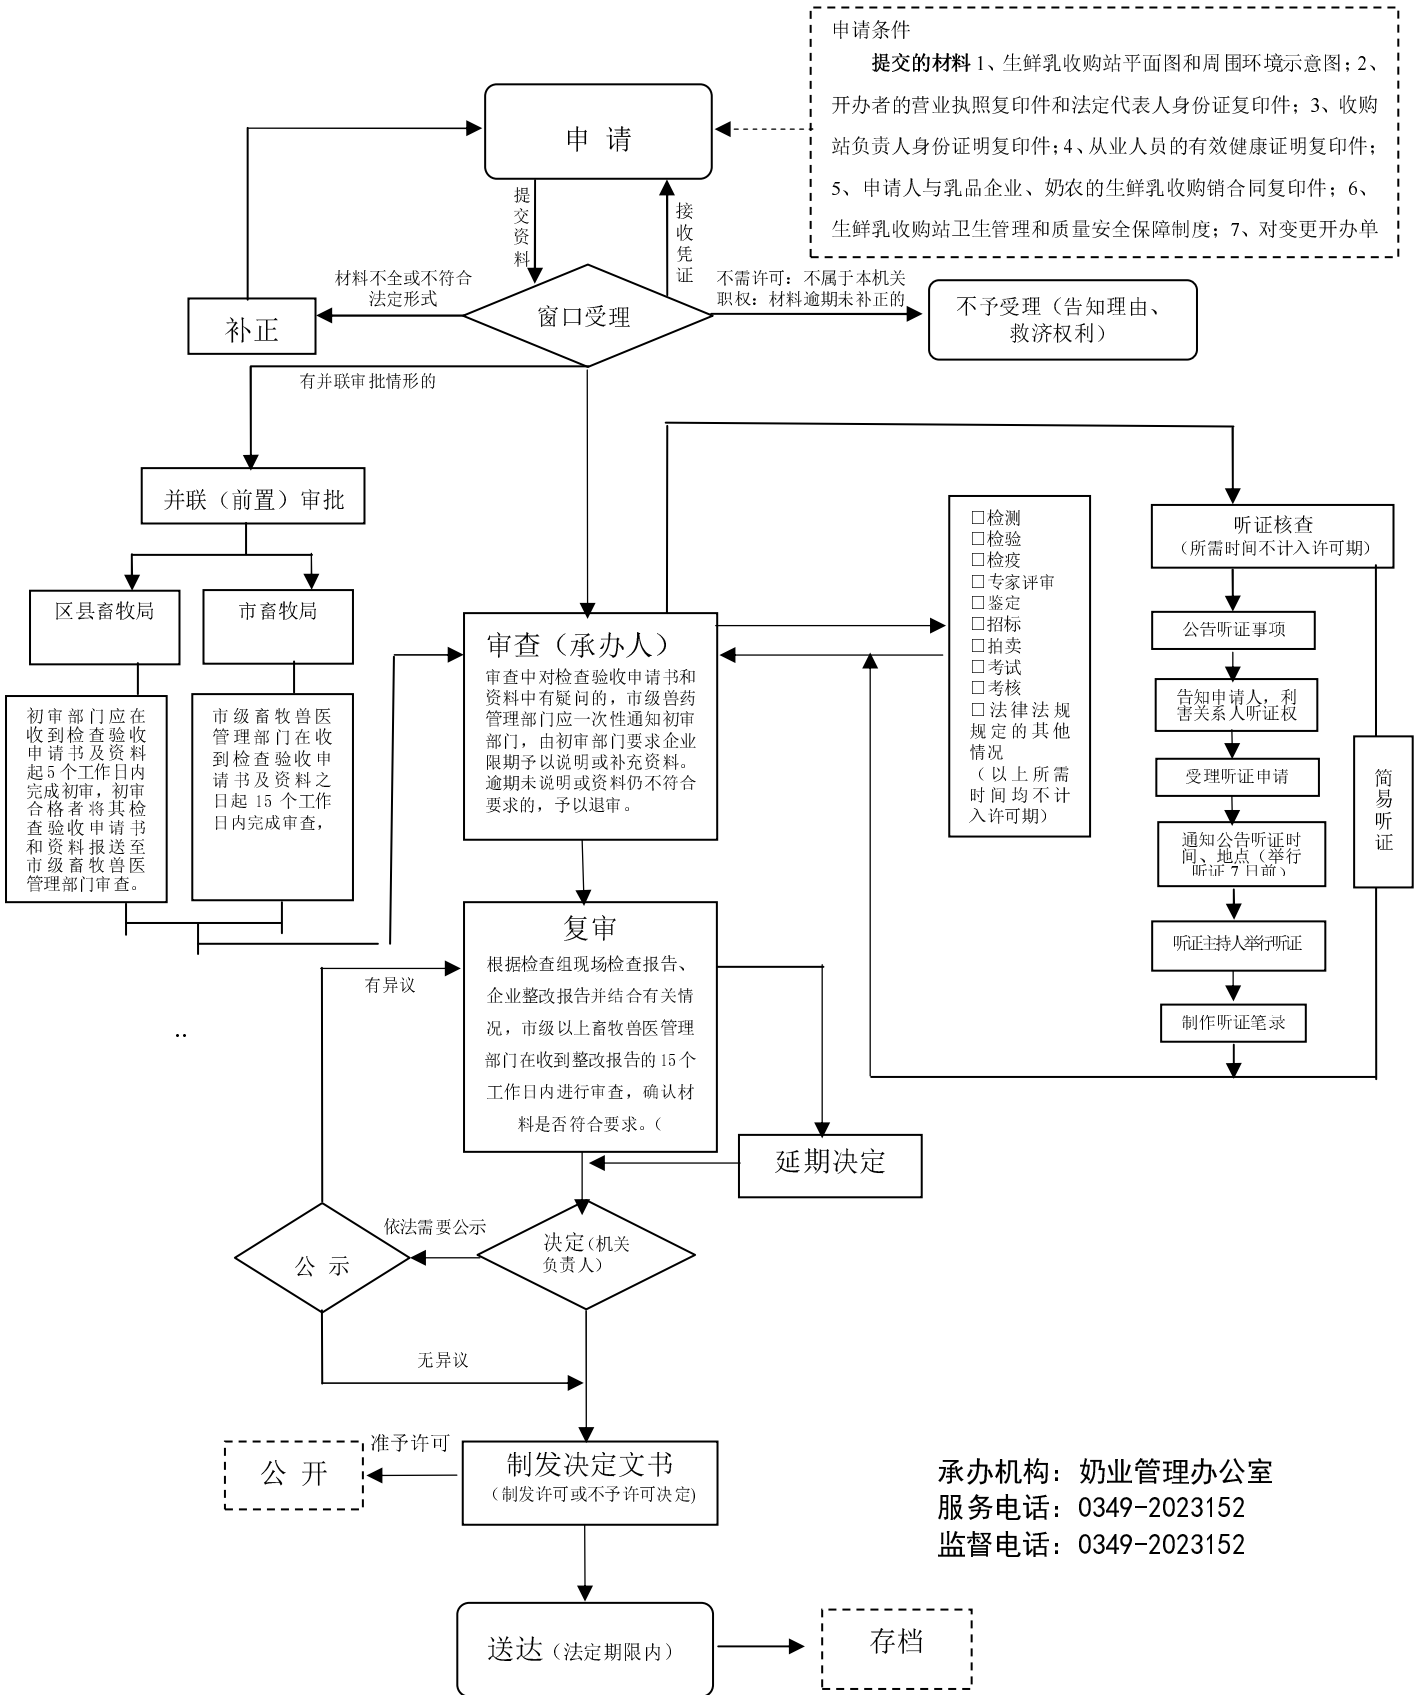 申请条件
提交的材料 1、生鲜乳收购站平面图和周围环境示意图；2、
开办者的营业执照复印件和法定代表人身份证复印件；3、收购
站负责人身份证明复印件；4、从业人员的有效健康证明复印件；
5、申请人与乳品企业、奶农的生鲜乳收购销合同复印件；6、
生鲜乳收购站卫生管理和质量安全保障制度；7、对变更开办单
申 请
提交资料
接收凭证
材料不全或不符合
法定形式
不需许可：不属于本机关
职权：材料逾期未补正的
补正
窗口受理
不予受理（告知理由、
救济权利）
有并联审批情形的
并联（前置）审批
区县畜牧局
市畜牧局
初审部门应在
收到检查验收
申请书及资料
起5个工作日内
完成初审，初审
合格者将其检
查验收申请书
和资料报送至
市级畜牧兽医
管理部门审查。
市级畜牧兽医
管理部门在收
到检查验收申
请书及资料之
日起 15 个工作
日内完成审查，
审查（承办人）
审查中对检查验收申请书和
资料中有疑问的，市级兽药
管理部门应一次性通知初审
部门，由初审部门要求企业
限期予以说明或补充资料。
逾期未说明或资料仍不符合
要求的，予以退审。
□检测
□检验
□检疫
□专家评审
□鉴定
□招标
□拍卖
□考试
□考核
□法律法规
规定的其他
情况
（以上所需
时间均不计
入许可期）
听证核查
（所需时间不计入许可期）
公告听证事项
告知申请人，利
害关系人听证权
受理听证申请
通知公告听证时
间、地点（举行
听证 7 日前）
听证主持人举行听证
制作听证笔录
简易听证
复审
根据检查组现场检查报告、
企业整改报告并结合有关情
况，市级以上畜牧兽医管理
部门在收到整改报告的15个
工作日内进行审查，确认材
料是否符合要求。（
有异议
..
延期决定
依法需要公示
公 示
决定（机关
负责人）
无异议
准予许可
公 开
制发决定文书
（制发许可或不予许可决定）
承办机构：奶业管理办公室
服务电话：0349-2023152
监督电话：0349-2023152
送达（法定期限内）
存档